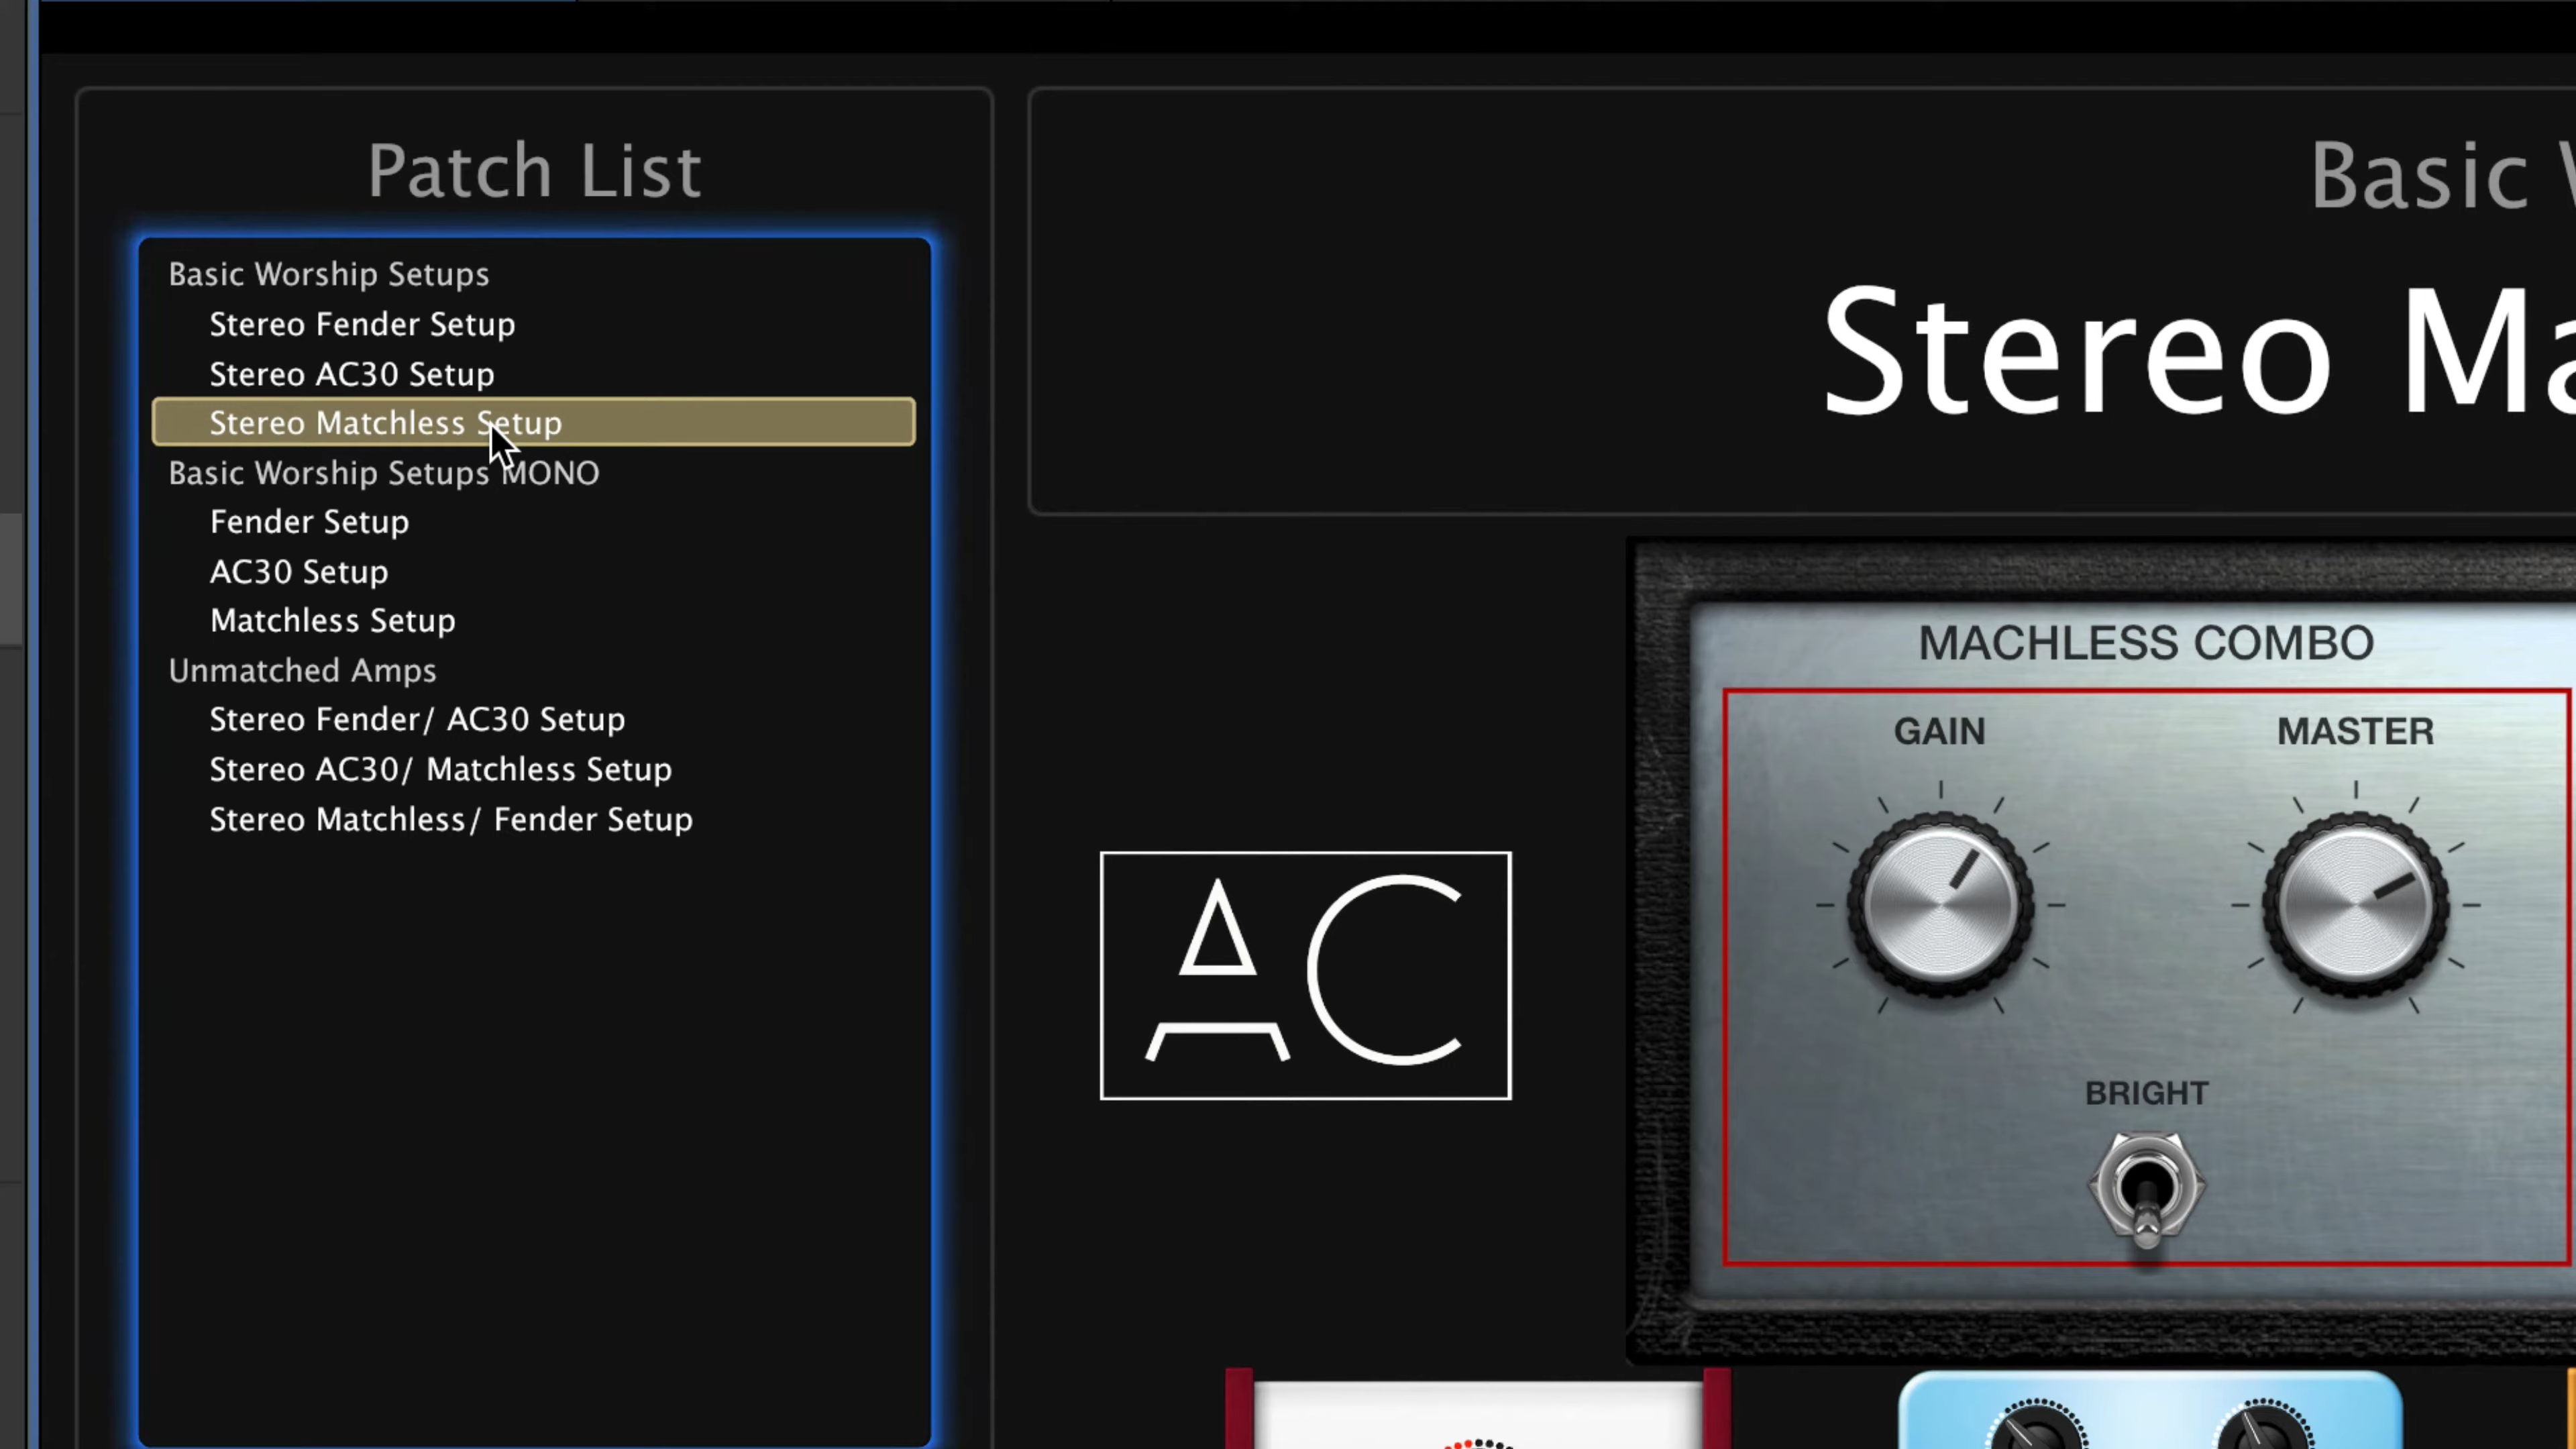 Patch List
Basic Worship Setups
Stereo Fender Setup
Stereo AC30 Setup
Stereo Matchless Setup
Basic Worship Setups MONO
Fender Setup
AC30 Setup
Matchless Setup
Unmatched Amps
Stereo Fender/ AC30 Setup
Stereo AC30/ Matchless Setup
Stereo Matchless/ Fender Setup
Basic
Stereo
AC
MACHLESS COMBO
GAIN
MASTER
BRIGHT